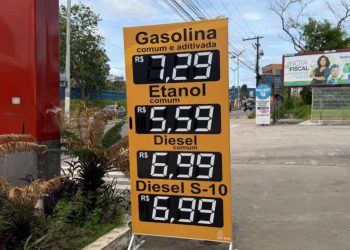 Gasolina
comum e aditivada
R$ 7,29
Etanol
comum
R$ 5,59
Diesel
comum
R$ 6,99
Diesel S-10
R$ 6,99
NOTA
FISCAL